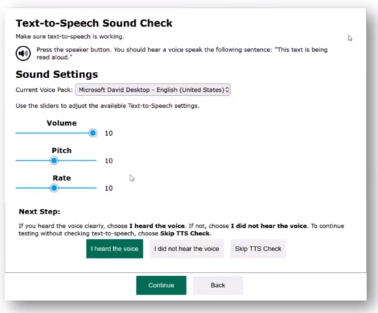 Text-to-Speech Sound Check
Make sure text-to-speech is working.
Press the speaker button. You should hear a voice speak the following sentence: "This text is being
read aloud."
Sound Settings
Current Voice Pack: Microsoft David Desktop - English (United States)
Use the sliders to adjust the available Text-to-Speech settings.
Volume
10
Pitch
10
Rate
10
Next Step:
If you heard the voice clearly, choose I heard the voice. If not, choose I did not hear the voice. To continue
testing without checking text-to-speech, choose Skip TTS Check.
I heard the voice
I did not hear the voice
Skip TTS Check
Continue
Back